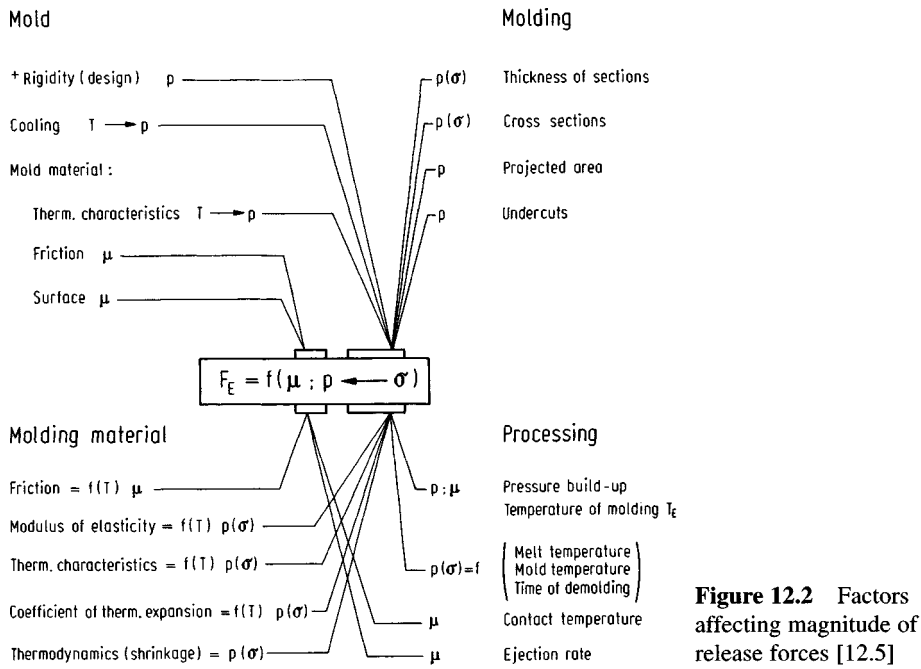 Mold
+ Rigidity (design) p
Cooling T → p
Mold material :
Therm. characteristics T → p
Friction μ
Surface μ
Molding
p(σ) Thickness of sections
p(σ) Cross sections
p Projected area
p Undercuts
F_E = f(μ ; p ← σ)
Molding material
Friction = f(T) μ
Modulus of elasticity = f(T) p(σ)
Therm. characteristics = f(T) p(σ)
Coefficient of therm. expansion = f(T) p(σ)
Thermodynamics (shrinkage) = p(σ)
Processing
p ; μ Pressure build-up
Temperature of molding T_E
p(σ)=f (Melt temperature
Mold temperature
Time of demolding)
μ Contact temperature
μ Ejection rate
Figure 12.2 Factors
affecting magnitude of
release forces [12.5]